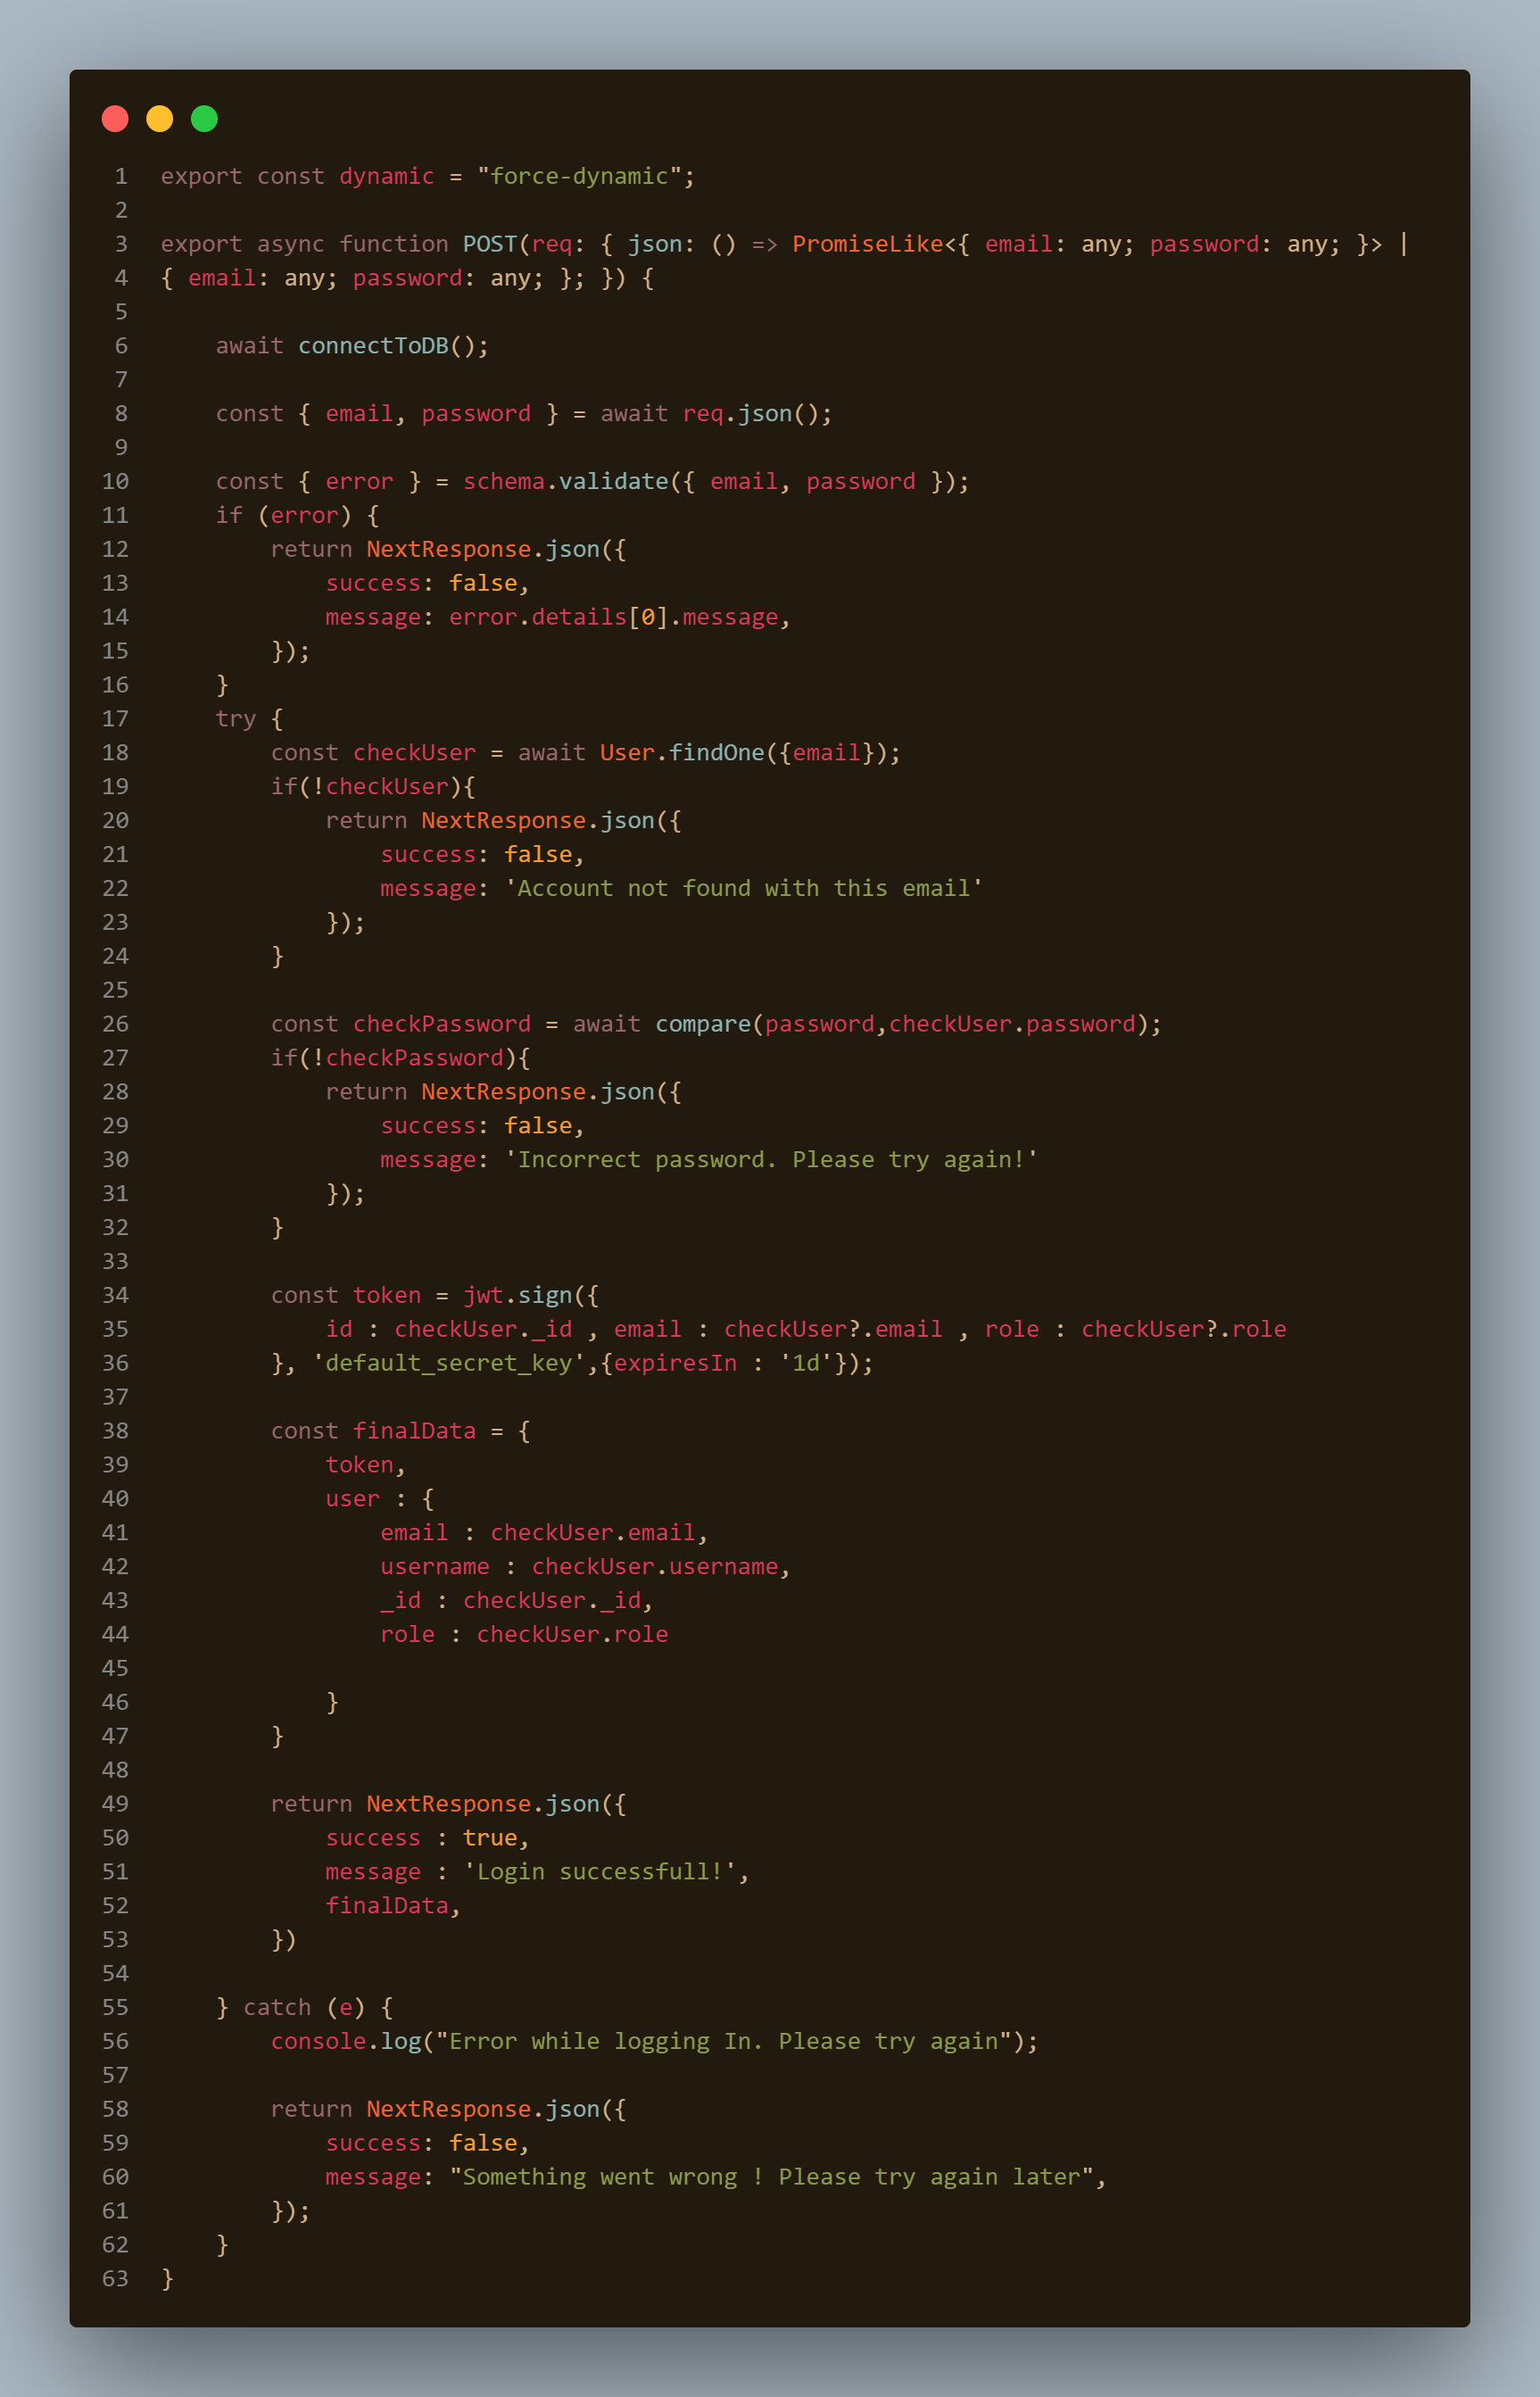 1 export const dynamic = "force-dynamic";
2
3 export async function POST(req: { json: () => PromiseLike<{ email: any; password: any; }> |
4 { email: any; password: any; }; }) {
5
6     await connectToDB();
7
8     const { email, password } = await req.json();
9
10     const { error } = schema.validate({ email, password });
11     if (error) {
12         return NextResponse.json({
13             success: false,
14             message: error.details[0].message,
15         });
16     }
17     try {
18         const checkUser = await User.findOne({email});
19         if(!checkUser){
20             return NextResponse.json({
21                 success: false,
22                 message: 'Account not found with this email'
23             });
24         }
25
26         const checkPassword = await compare(password,checkUser.password);
27         if(!checkPassword){
28             return NextResponse.json({
29                 success: false,
30                 message: 'Incorrect password. Please try again!'
31             });
32         }
33
34         const token = jwt.sign({
35             id : checkUser._id , email : checkUser?.email , role : checkUser?.role
36         }, 'default_secret_key',{expiresIn : '1d'});
37
38         const finalData = {
39             token,
40             user : {
41                 email : checkUser.email,
42                 username : checkUser.username,
43                 _id : checkUser._id,
44                 role : checkUser.role
45
46             }
47         }
48
49         return NextResponse.json({
50             success : true,
51             message : 'Login successfull!',
52             finalData,
53         })
54
55     } catch (e) {
56         console.log("Error while logging In. Please try again");
57
58         return NextResponse.json({
59             success: false,
60             message: "Something went wrong ! Please try again later",
61         });
62     }
63 }